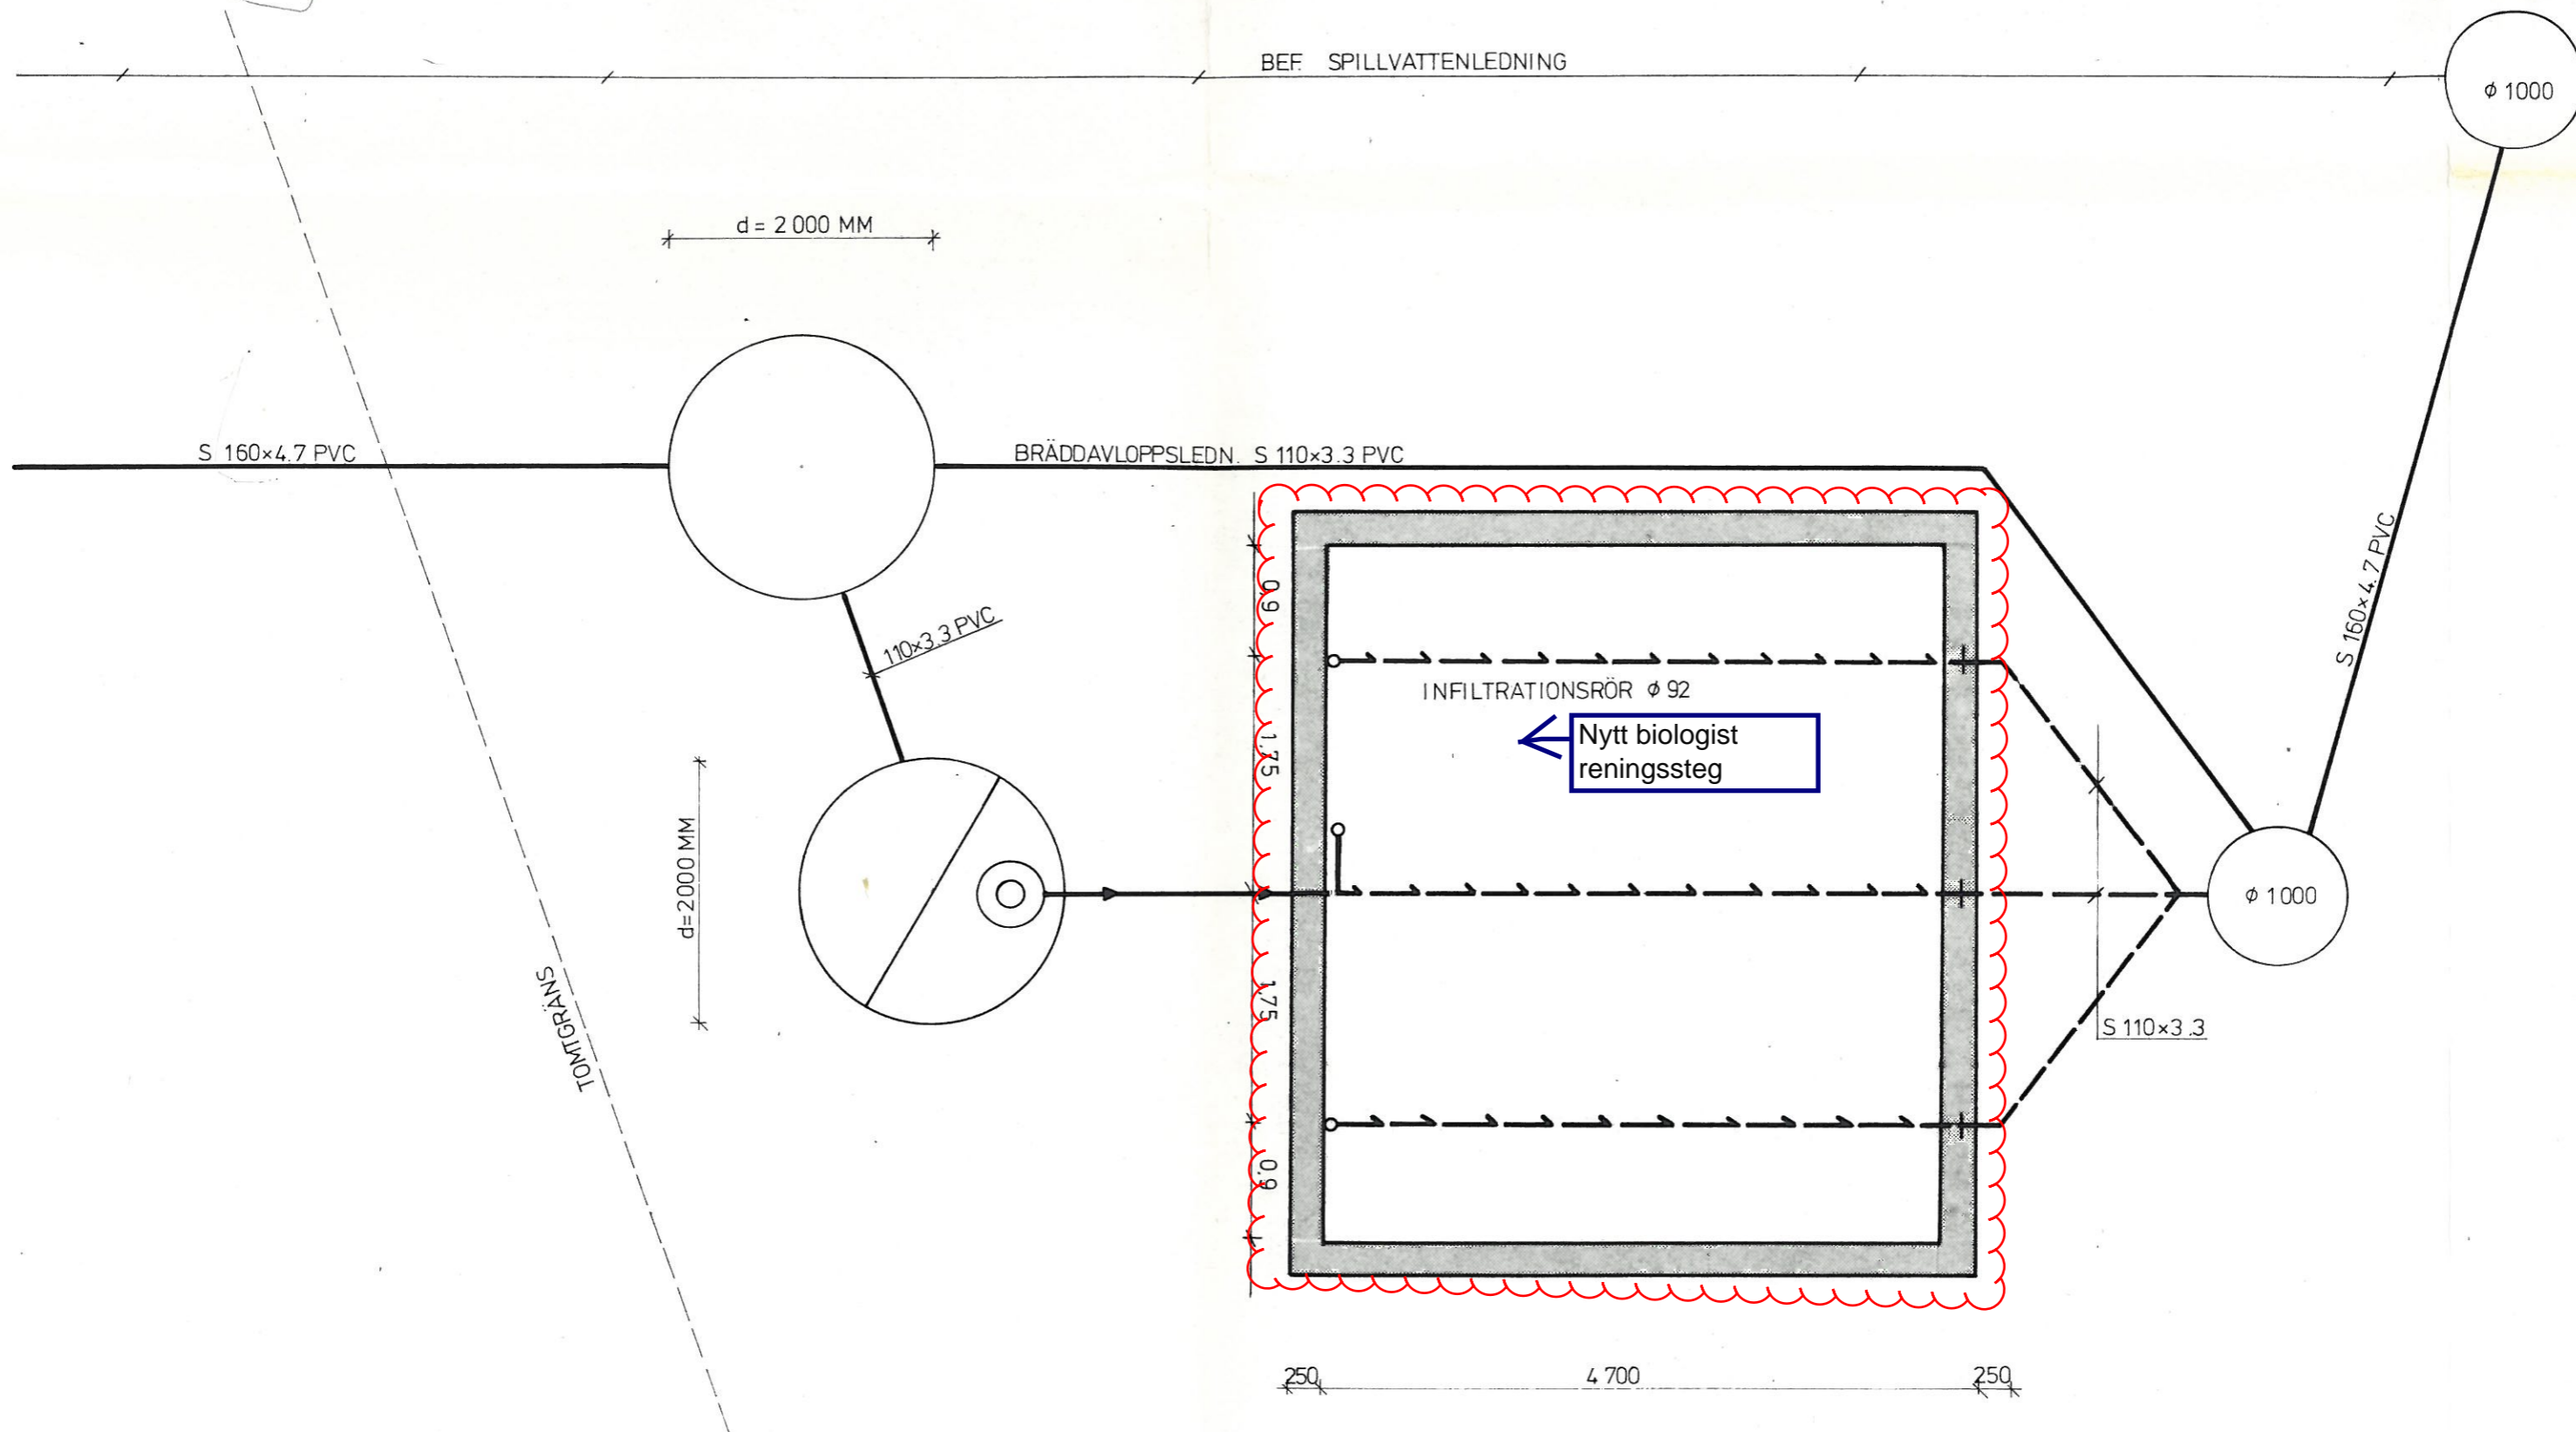 BEF. SPILLVATTENLEDNING
φ 1000
d = 2 000 MM
S 160×4.7 PVC
BRÄDDAVLOPPSLEDN. S 110×3.3 PVC
S 160×4.7 PVC
0.9
110×3.3 PVC
INFILTRATIONSRÖR φ 92
Nytt biologist
reningssteg
1,75
d=2000 MM
φ 1000
TOMTGRÄNS
1,75
S 110×3.3
0.9
250
4 700
250